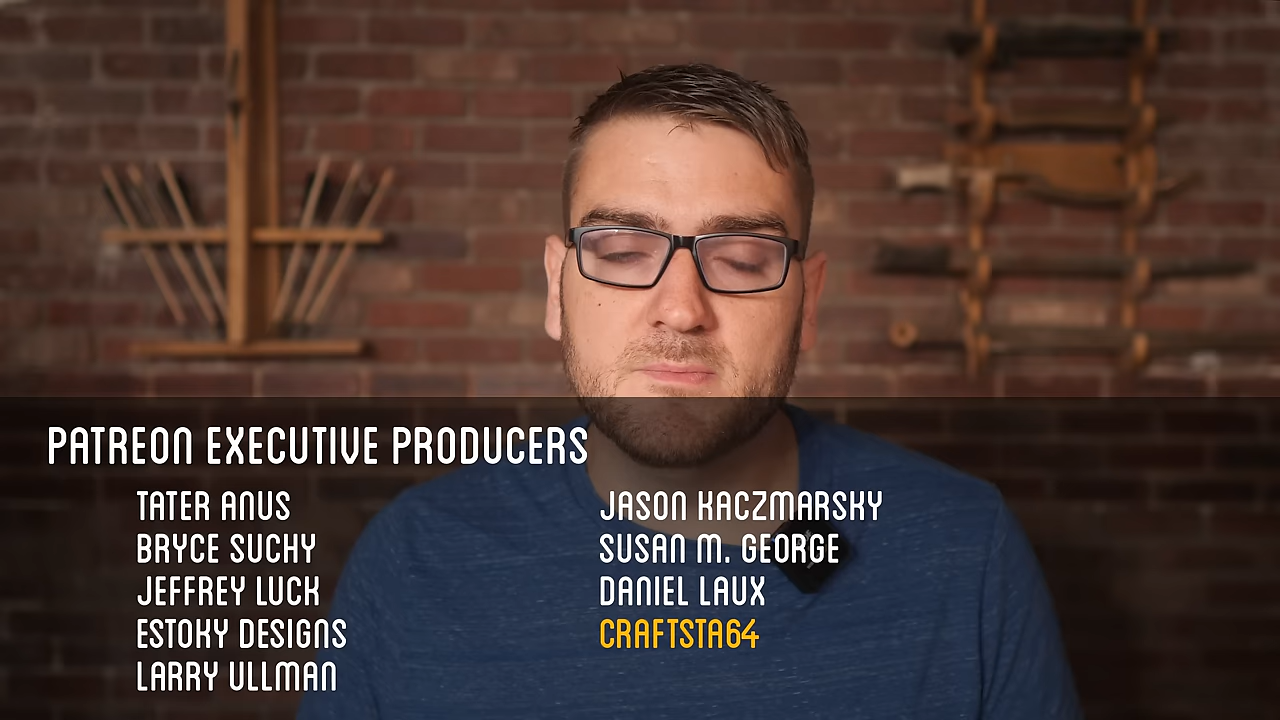 PATREON EXECUTIVE PRODUCERS
TATER ANUS
BRYCE SUCHY
JEFFREY LUCK
ESTOKY DESIGNS
LARRY ULLMAN
JASON KACZMARSKY
SUSAN M. GEORGE
DANIEL LAUX
CRAFTSTA64